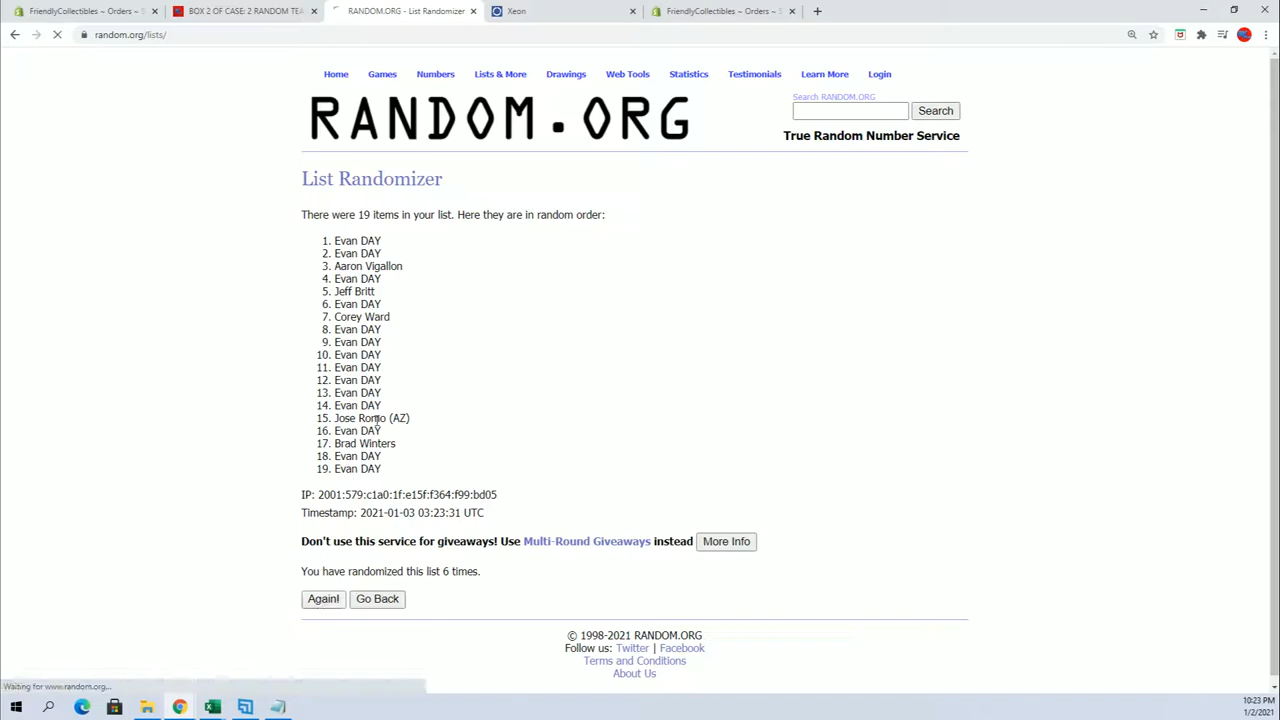 FriendlyCollectibles ~ Orders ~ S
BOX 2 OF CASE: 2 RANDOM TEA
RANDOM.ORG - List Randomizer
Xeon
FriendlyCollectibles ~ Orders ~ S
random.org/lists/
Home Games Numbers Lists & More Drawings Web Tools Statistics Testimonials Learn More Login
RANDOM.ORG
Search RANDOM.ORG
Search
True Random Number Service
List Randomizer
There were 19 items in your list. Here they are in random order:
1. Evan DAY
2. Evan DAY
3. Aaron Vigallon
4. Evan DAY
5. Jeff Britt
6. Evan DAY
7. Corey Ward
8. Evan DAY
9. Evan DAY
10. Evan DAY
11. Evan DAY
12. Evan DAY
13. Evan DAY
14. Evan DAY
15. Jose Romo (AZ)
16. Evan DAY
17. Brad Winters
18. Evan DAY
19. Evan DAY
IP: 2001:579:c1a0:1f:e15f:f364:f99:bd05
Timestamp: 2021-01-03 03:23:31 UTC
Don't use this service for giveaways! Use Multi-Round Giveaways instead More Info
You have randomized this list 6 times.
Again! Go Back
© 1998-2021 RANDOM.ORG
Follow us: Twitter | Facebook
Terms and Conditions
About Us
Waiting for www.random.org...
10:23 PM
1/2/2021